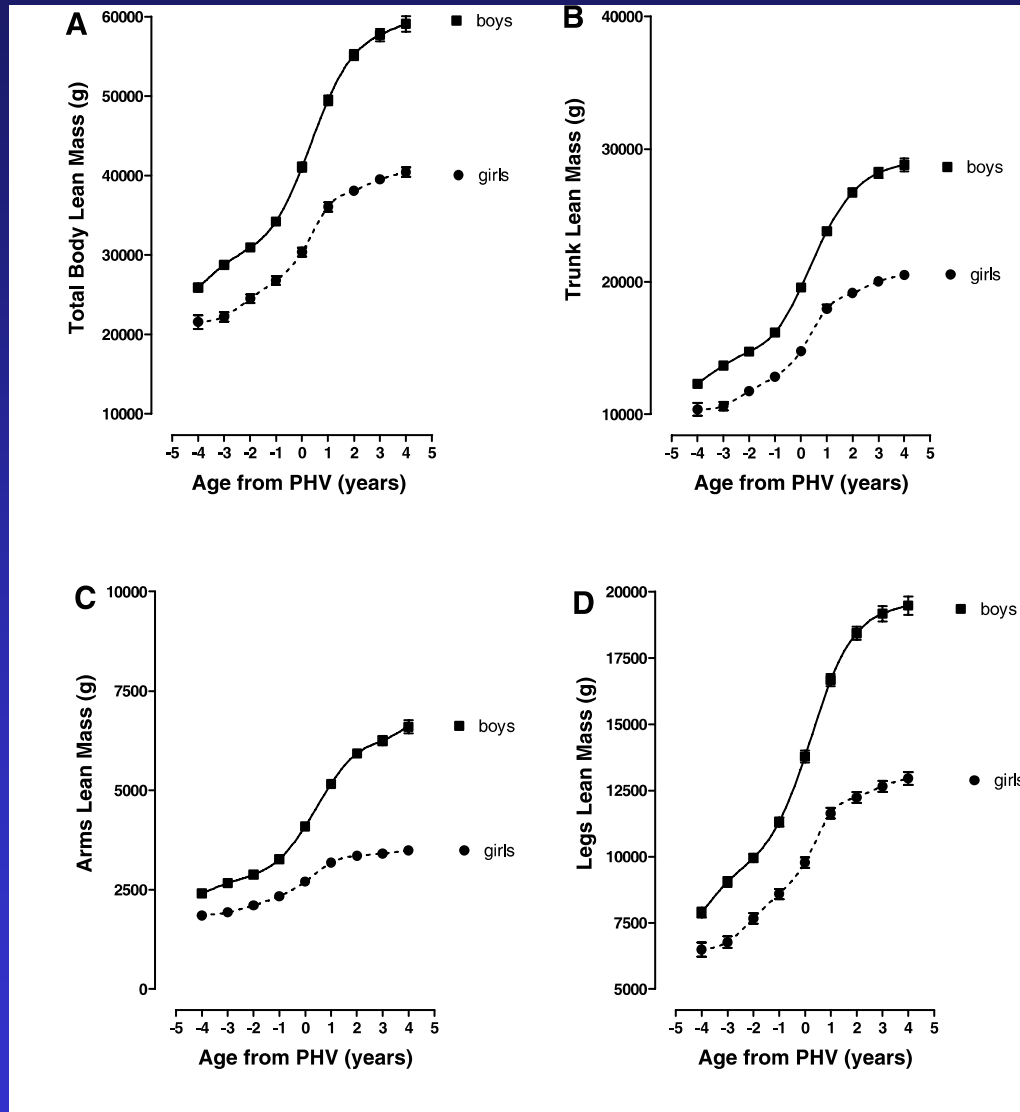 A
Total Body Lean Mass (g)
60000
50000
40000
30000
20000
10000
boys
girls
-5 -4 -3 -2 -1 0 1 2 3 4 5
Age from PHV (years)
B
Trunk Lean Mass (g)
40000
30000
20000
10000
boys
girls
-5 -4 -3 -2 -1 0 1 2 3 4 5
Age from PHV (years)
C
Arms Lean Mass (g)
10000
7500
5000
2500
0
boys
girls
-5 -4 -3 -2 -1 0 1 2 3 4 5
Age from PHV (years)
D
Legs Lean Mass (g)
20000
17500
15000
12500
10000
7500
5000
boys
girls
-5 -4 -3 -2 -1 0 1 2 3 4 5
Age from PHV (years)